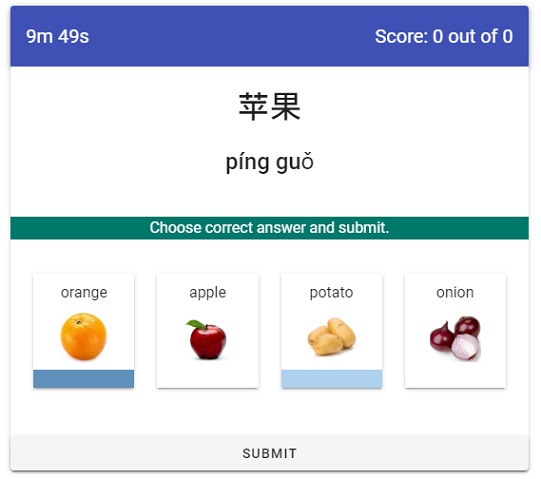 9m 49s Score: 0 out of 0
苹果
píng guǒ
Choose correct answer and submit.
orange apple potato onion
SUBMIT